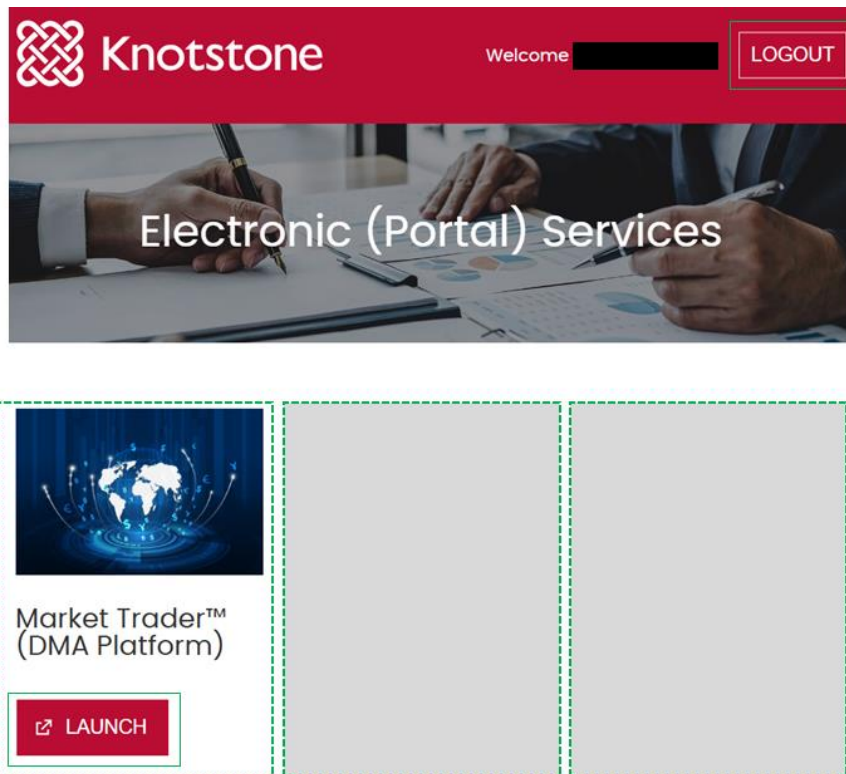 Knotstone
Welcome
LOGOUT
Electronic (Portal) Services
Market Trader™
(DMA Platform)
LAUNCH